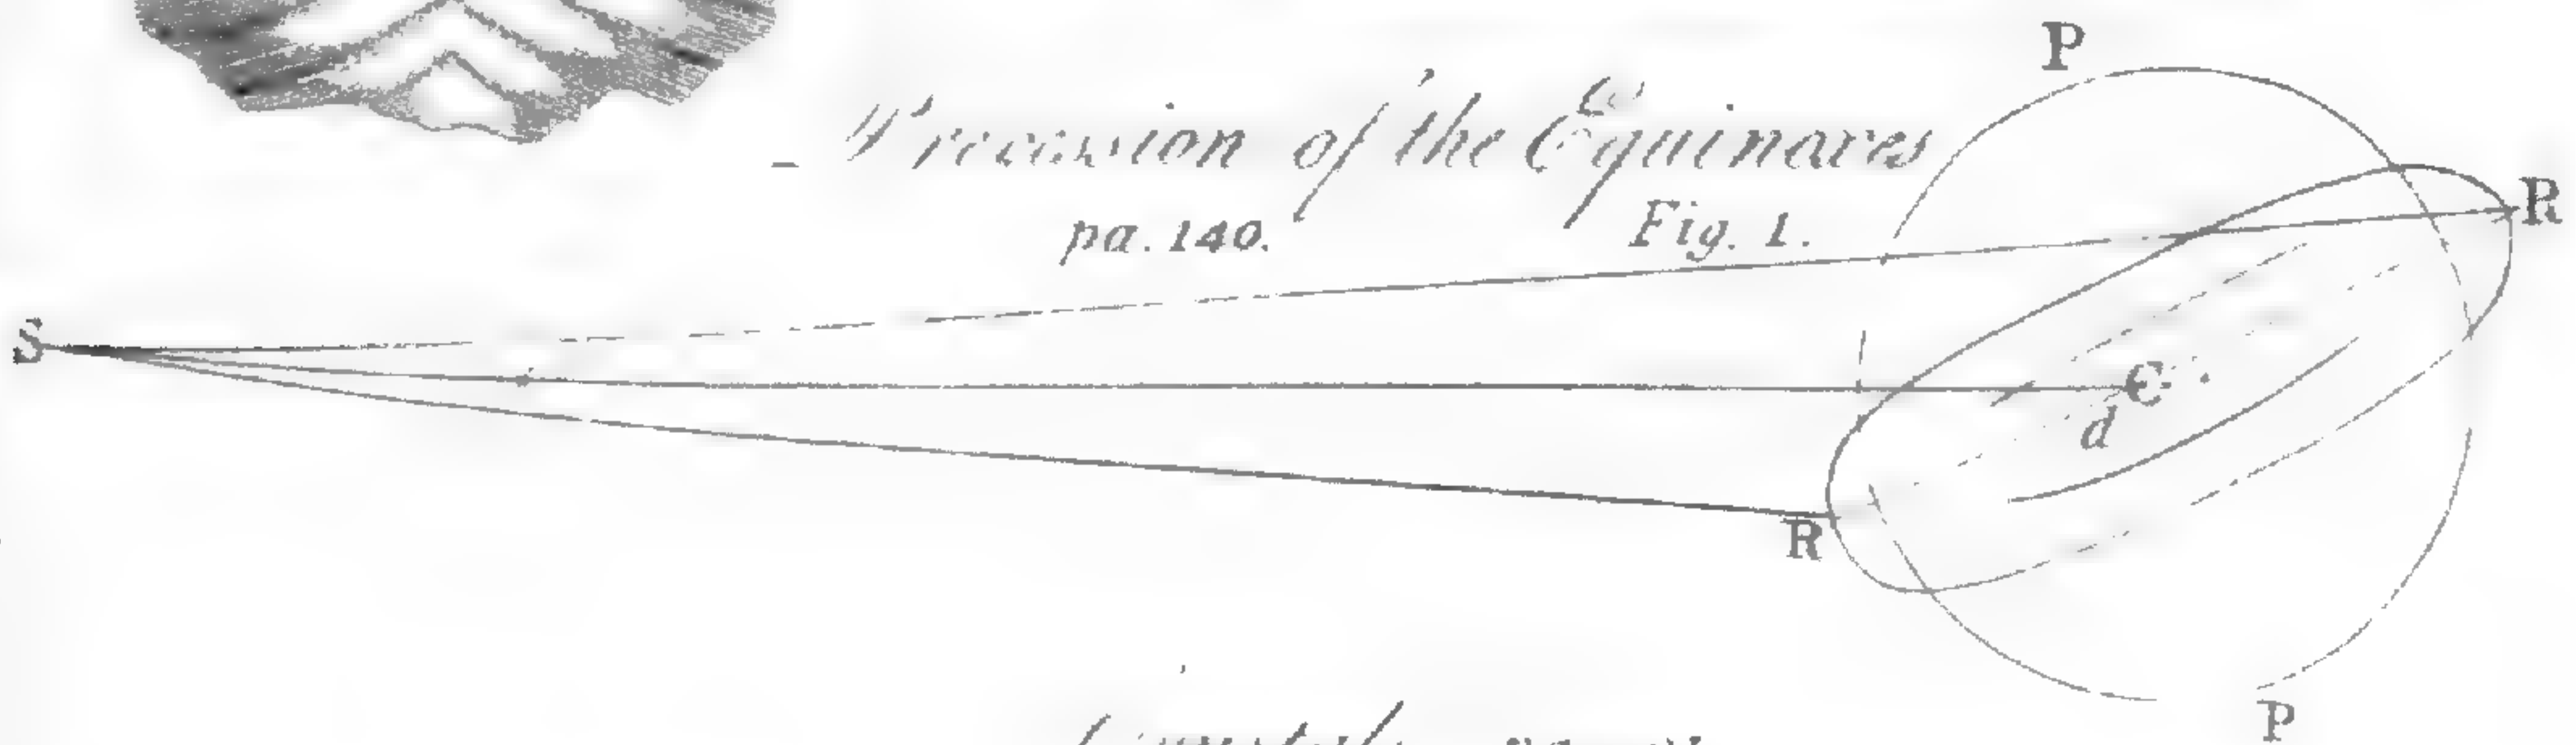 Precession of the Equinoxes
pa. 140. Fig. 1.
P
R
S
C
d
R
P